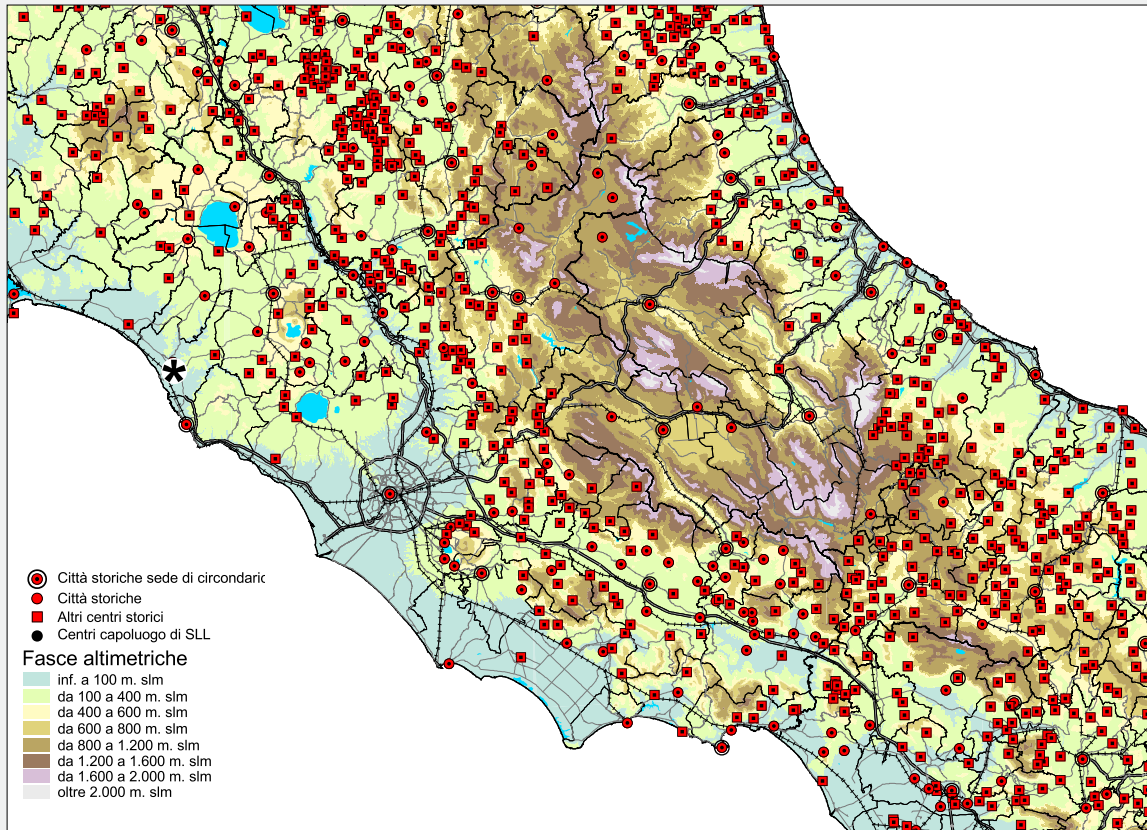 *
Città storiche sede di circondaric
Città storiche
Altri centri storici
Centri capoluogo di SLL
Fasce altimetriche
inf. a 100 m. slm
da 100 a 400 m. slm
da 400 a 600 m. slm
da 600 a 800 m. slm
da 800 a 1.200 m. slm
da 1.200 a 1.600 m. slm
da 1.600 a 2.000 m. slm
oltre 2.000 m. slm